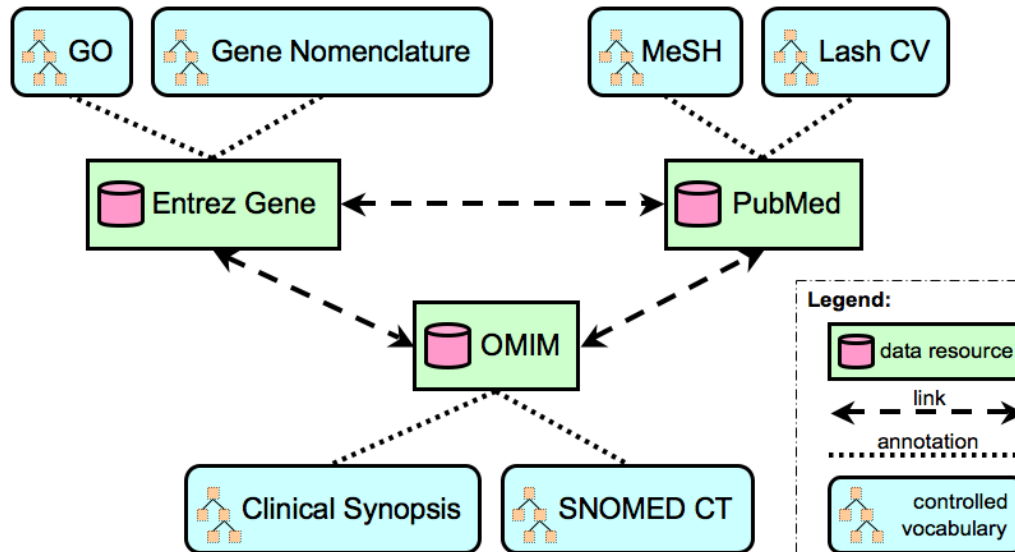 GO
Gene Nomenclature
MeSH
Lash CV
Entrez Gene
PubMed
OMIM
Clinical Synopsis
SNOMED CT
Legend:
data resource
link
annotation
controlled
vocabulary